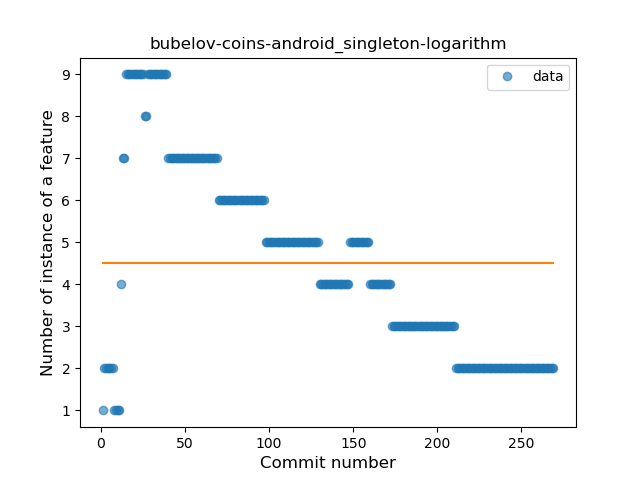 bubelov-coins-android_singleton-logarithm
data
Number of instance of a feature
9
8
7
6
5
4
3
2
1
0 50 100 150 200 250
Commit number